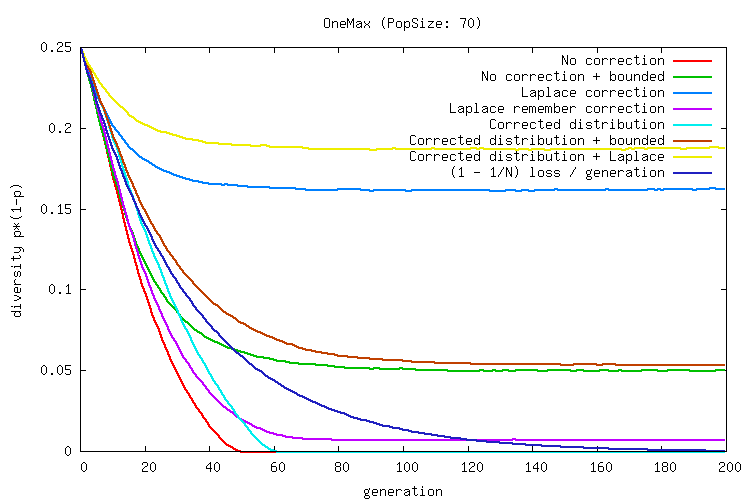 OneMax (PopSize: 70)
No correction
No correction + bounded
Laplace correction
Laplace remember correction
Corrected distribution
Corrected distribution + bounded
Corrected distribution + Laplace
(1 - 1/N) loss / generation
0.25
0.2
0.15
0.1
0.05
0
diversity p*(1-p)
0 20 40 60 80 100 120 140 160 180 200
generation